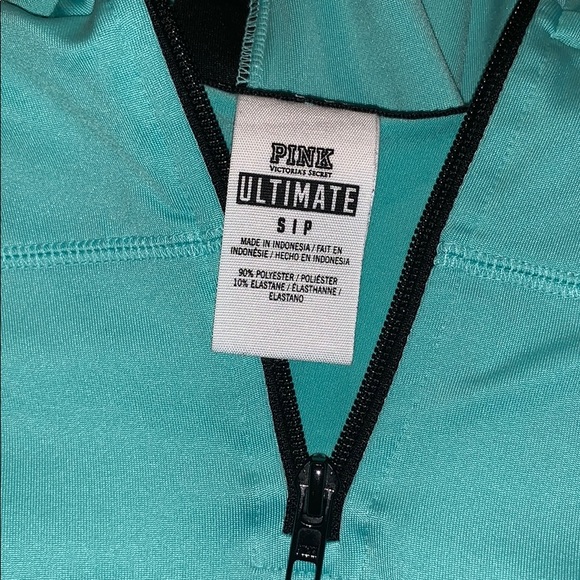 PINK
VICTORIA'S SECRET
ULTIMATE
S I P
MADE IN INDONESIA / FAIT EN
INDONÉSIE / HECHO EN INDONESIA
90% POLYESTER / POLIÉSTER
10% ELASTANE / ÉLASTHANNE /
ELASTANO